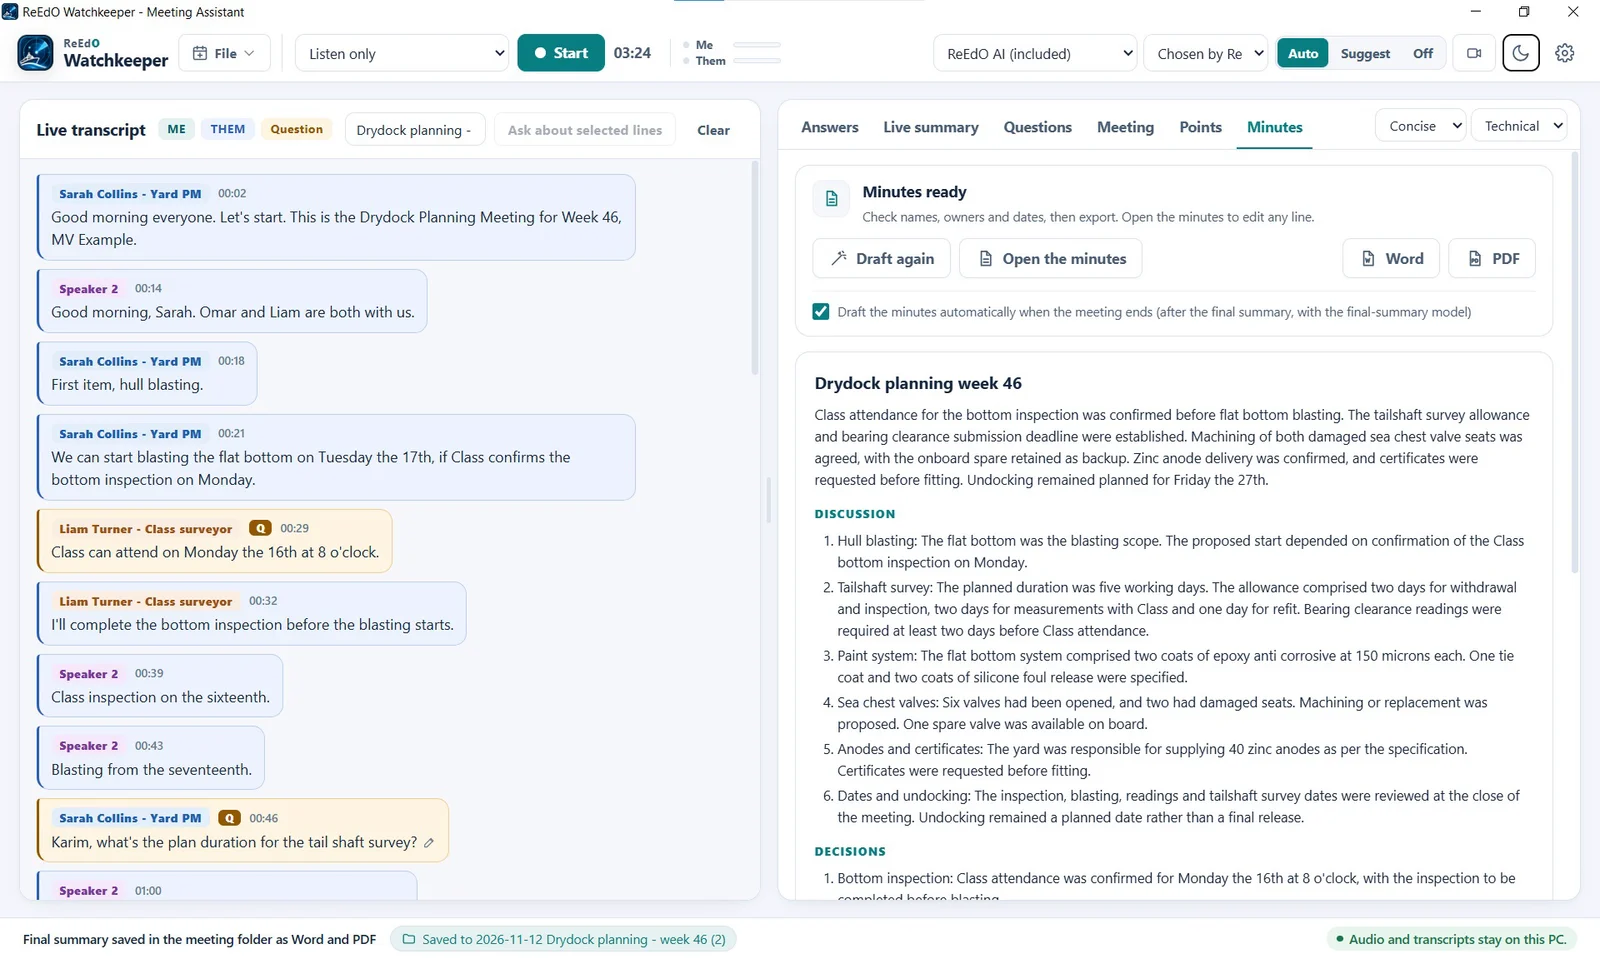 ReEdO Watchkeeper - Meeting Assistant
ReEdO
Watchkeeper
File
Listen only
Start
03:24
Me
Them
ReEdO AI (included)
Chosen by Re
Auto
Suggest
Off
Live transcript
ME
THEM
Question
Drydock planning -
Ask about selected lines
Clear
Sarah Collins - Yard PM 00:02
Good morning everyone. Let's start. This is the Drydock Planning Meeting for Week 46,
MV Example.
Speaker 2 00:14
Good morning, Sarah. Omar and Liam are both with us.
Sarah Collins - Yard PM 00:18
First item, hull blasting.
Sarah Collins - Yard PM 00:21
We can start blasting the flat bottom on Tuesday the 17th, if Class confirms the
bottom inspection on Monday.
Liam Turner - Class surveyor Q 00:29
Class can attend on Monday the 16th at 8 o'clock.
Liam Turner - Class surveyor 00:32
I'll complete the bottom inspection before the blasting starts.
Speaker 2 00:39
Class inspection on the sixteenth.
Speaker 2 00:43
Blasting from the seventeenth.
Sarah Collins - Yard PM Q 00:46
Karim, what's the plan duration for the tail shaft survey?
Speaker 2 01:00
Answers
Live summary
Questions
Meeting
Points
Minutes
Concise
Technical
Minutes ready
Check names, owners and dates, then export. Open the minutes to edit any line.
Draft again
Open the minutes
Word
PDF
Draft the minutes automatically when the meeting ends (after the final summary, with the final-summary model)
Drydock planning week 46
Class attendance for the bottom inspection was confirmed before flat bottom blasting. The tailshaft survey allowance
and bearing clearance submission deadline were established. Machining of both damaged sea chest valve seats was
agreed, with the onboard spare retained as backup. Zinc anode delivery was confirmed, and certificates were
requested before fitting. Undocking remained planned for Friday the 27th.
DISCUSSION
1. Hull blasting: The flat bottom was the blasting scope. The proposed start depended on confirmation of the Class
bottom inspection on Monday.
2. Tailshaft survey: The planned duration was five working days. The allowance comprised two days for withdrawal
and inspection, two days for measurements with Class and one day for refit. Bearing clearance readings were
required at least two days before Class attendance.
3. Paint system: The flat bottom system comprised two coats of epoxy anti corrosive at 150 microns each. One tie
coat and two coats of silicone foul release were specified.
4. Sea chest valves: Six valves had been opened, and two had damaged seats. Machining or replacement was
proposed. One spare valve was available on board.
5. Anodes and certificates: The yard was responsible for supplying 40 zinc anodes as per the specification.
Certificates were requested before fitting.
6. Dates and undocking: The inspection, blasting, readings and tailshaft survey dates were reviewed at the close of
the meeting. Undocking remained a planned date rather than a final release.
DECISIONS
1. Bottom inspection: Class attendance was confirmed for Monday the 16th at 8 o'clock, with the inspection to be
completed before blasting.
Final summary saved in the meeting folder as Word and PDF
Saved to 2026-11-12 Drydock planning - week 46 (2)
Audio and transcripts stay on this PC.